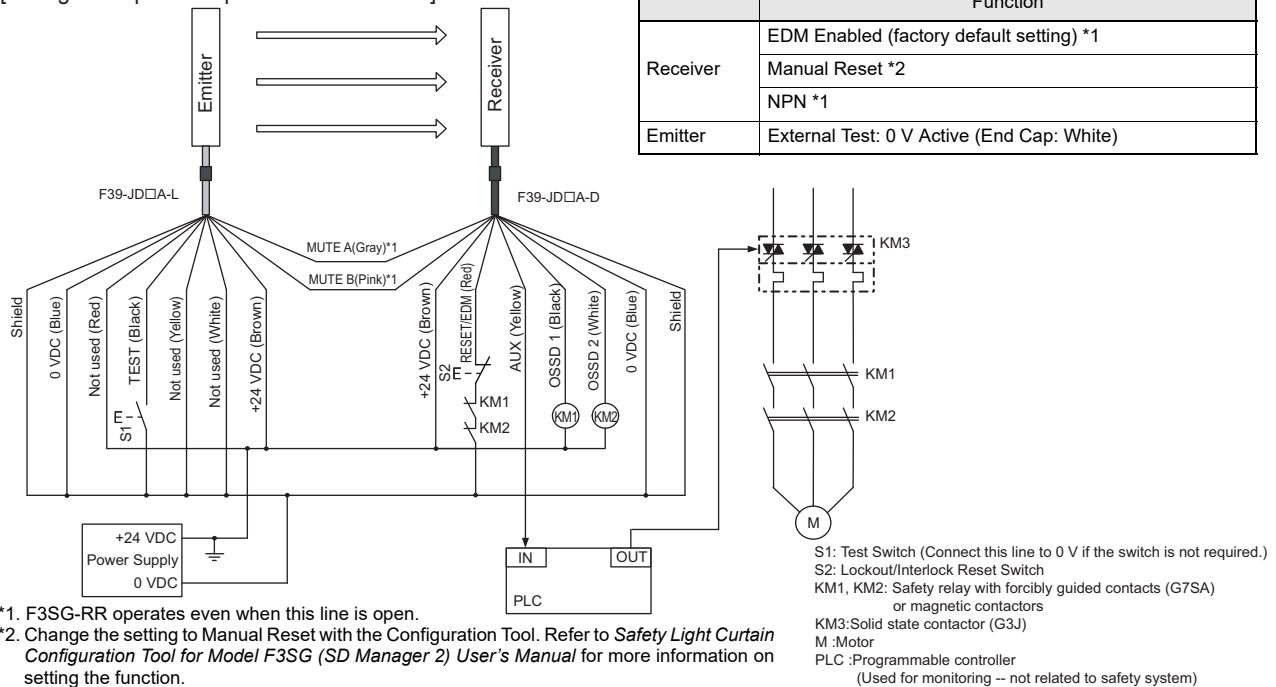 Function
Receiver
EDM Enabled (factory default setting) *1
Manual Reset *2
NPN *1
Emitter
External Test: 0 V Active (End Cap: White)
Emitter
Receiver
F39-JD□A-L
F39-JD□A-D
MUTE A(Gray)*1
MUTE B(Pink)*1
Shield
0 VDC (Blue)
Not used (Red)
TEST (Black)
Not used (Yellow)
Not used (White)
+24 VDC (Brown)
+24 VDC (Brown)
RESET/EDM (Red)
AUX (Yellow)
OSSD 1 (Black)
OSSD 2 (White)
0 VDC (Blue)
Shield
S1
S2
KM1
KM2
KM1
KM2
KM3
KM1
KM2
M
+24 VDC
Power Supply
0 VDC
IN
OUT
PLC
S1: Test Switch (Connect this line to 0 V if the switch is not required.)
S2: Lockout/Interlock Reset Switch
KM1, KM2: Safety relay with forcibly guided contacts (G7SA)
or magnetic contactors
KM3:Solid state contactor (G3J)
M :Motor
PLC :Programmable controller
(Used for monitoring -- not related to safety system)
*1. F3SG-RR operates even when this line is open.
*2. Change the setting to Manual Reset with the Configuration Tool. Refer to Safety Light Curtain
Configuration Tool for Model F3SG (SD Manager 2) User's Manual for more information on
setting the function.